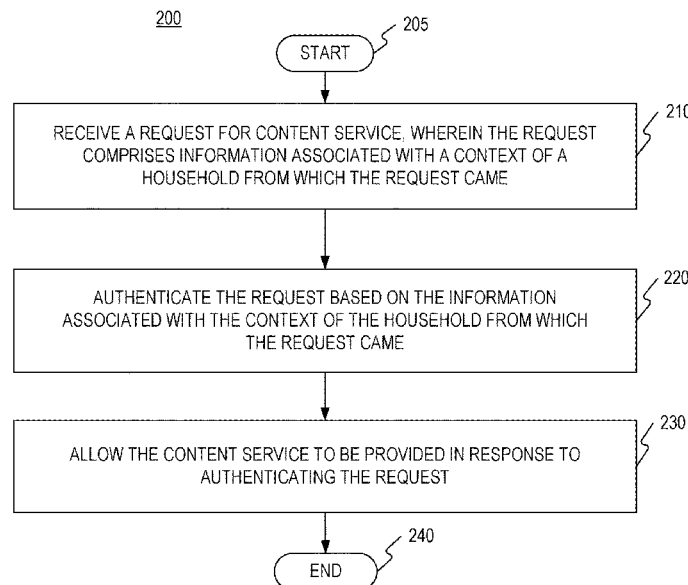 200
205
START
210
RECEIVE A REQUEST FOR CONTENT SERVICE, WHEREIN THE REQUEST
COMPRISES INFORMATION ASSOCIATED WITH A CONTEXT OF A
HOUSEHOLD FROM WHICH THE REQUEST CAME
220
AUTHENTICATE THE REQUEST BASED ON THE INFORMATION
ASSOCIATED WITH THE CONTEXT OF THE HOUSEHOLD FROM WHICH
THE REQUEST CAME
230
ALLOW THE CONTENT SERVICE TO BE PROVIDED IN RESPONSE TO
AUTHENTICATING THE REQUEST
240
END